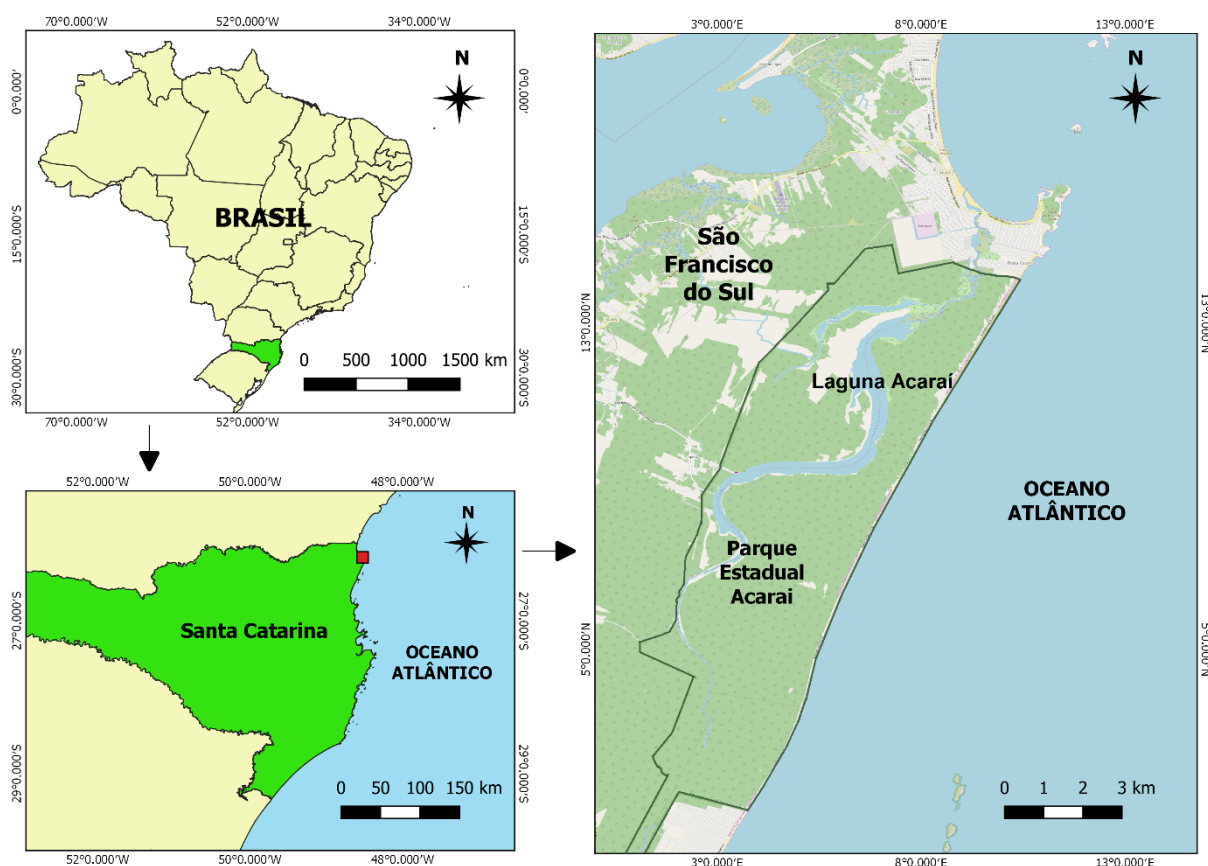 70°0.000'W 52°0.000'W 34°0.000'W
N
0°0.000'
0°0.000'
BRASIL
15°0.000'S
15°0.000'S
30°0.000'S
30°0.000'S
0 500 1000 1500 km
70°0.000'W 52°0.000'W 34°0.000'W
52°0.000'W 50°0.000'W 48°0.000'W
N
27°0.000'S
27°0.000'S
Santa Catarina
OCEANO
ATLÂNTICO
29°0.000'S
29°0.000'S
0 50 100 150 km
52°0.000'W 50°0.000'W 48°0.000'W
3°0.000'E 8°0.000'E 13°0.000'E
N
São
Francisco
do Sul
13°0.000'N
13°0.000'N
Laguna Acaraí
OCEANO
ATLÂNTICO
Parque
Estadual
Acarai
5°0.000'N
5°0.000'N
0 1 2 3 km
3°0.000'E 8°0.000'E 13°0.000'E